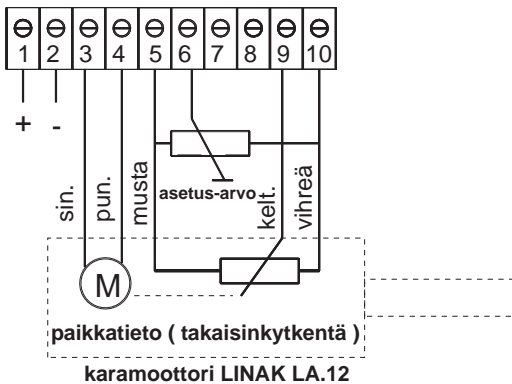 1 2 3 4 5 6 7 8 9 10
+ -
sin.
pun.
musta
asetus-arvo
kelt.
vihreä
M
paikkatieto ( takaisinkytkentä )
karamoottori LINAK LA.12